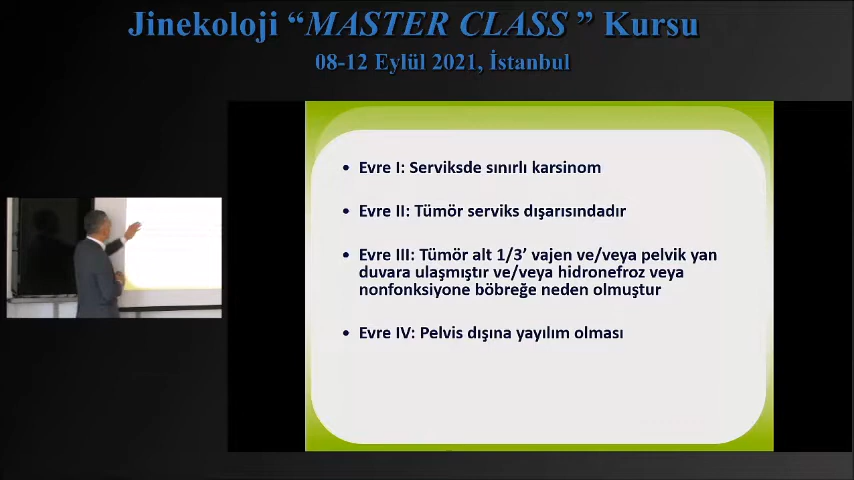 Jinekoloji “MASTER CLASS ” Kursu
08-12 Eylül 2021, İstanbul
• Evre I: Serviksde sınırlı karsinom
• Evre II: Tümör serviks dışarısındadır
• Evre III: Tümör alt 1/3’ vajen ve/veya pelvik yan
duvara ulaşmıştır ve/veya hidronefroz veya
nonfonksiyone böbreğe neden olmuştur
• Evre IV: Pelvis dışına yayılım olması